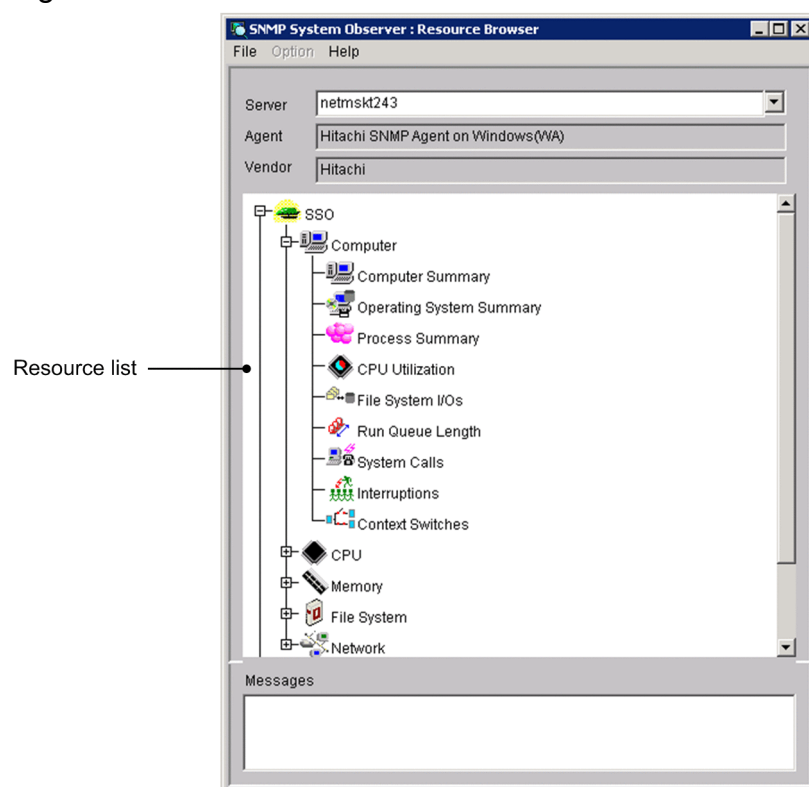 SNMP System Observer : Resource Browser
File Option Help
Server netmskt243
Agent Hitachi SNMP Agent on Windows(WA)
Vendor Hitachi
SSO
Computer
Computer Summary
Operating System Summary
Process Summary
Resource list
CPU Utilization
File System I/Os
Run Queue Length
System Calls
Interruptions
Context Switches
CPU
Memory
File System
Network
Messages